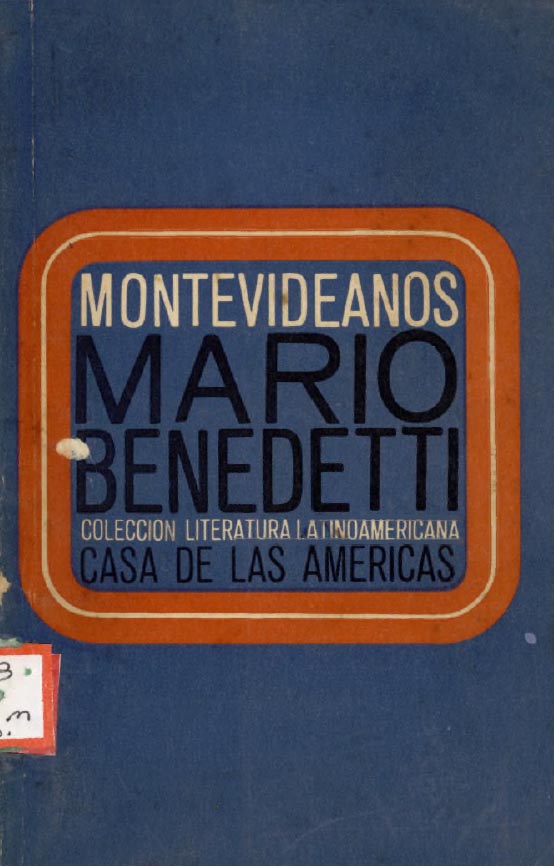 MONTEVIDEANOS
MARIO
BENEDETTI
COLECCION LITERATURA LATINOAMERICANA
CASA DE LAS AMERICAS